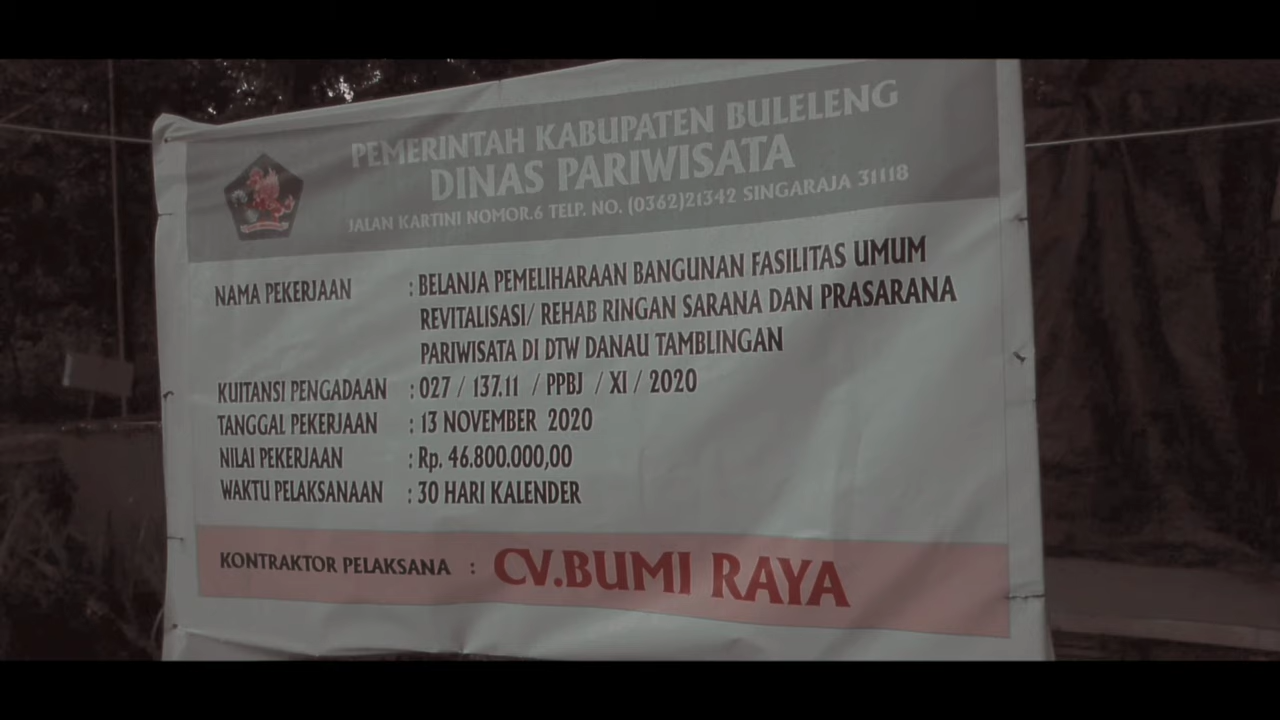 PEMERINTAH KABUPATEN BULELENG
DINAS PARIWISATA
JALAN KARTINI NOMOR.6 TELP. NO. (0362)21342 SINGARAJA 31118
NAMA PEKERJAAN : BELANJA PEMELIHARAAN BANGUNAN FASILITAS UMUM
REVITALISASI/ REHAB RINGAN SARANA DAN PRASARANA
PARIWISATA DI DTW DANAU TAMBLINGAN
KUITANSI PENGADAAN : 027 / 137.11 / PPBJ / XI / 2020
TANGGAL PEKERJAAN : 13 NOVEMBER 2020
NILAI PEKERJAAN : Rp. 46.800.000,00
WAKTU PELAKSANAAN : 30 HARI KALENDER
KONTRAKTOR PELAKSANA : CV.BUMI RAYA